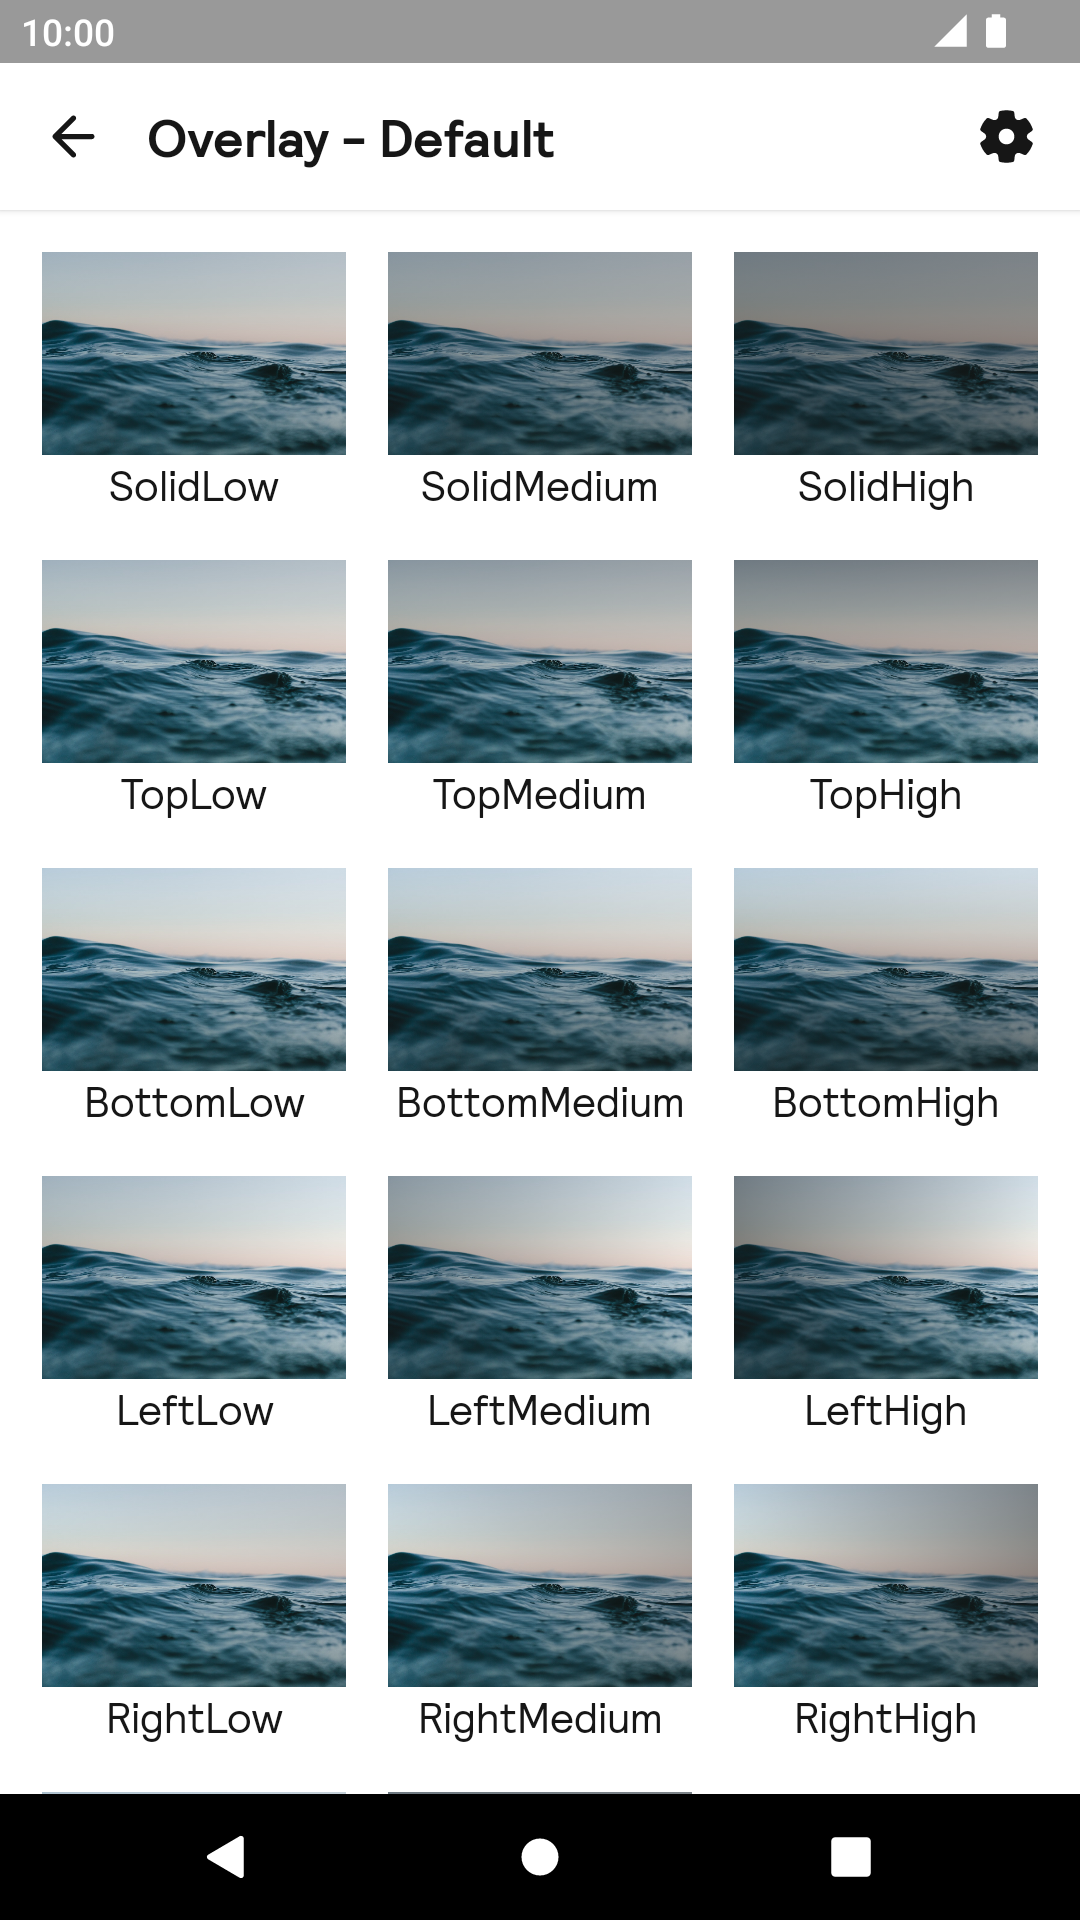 10:00
Overlay - Default
SolidLow SolidMedium SolidHigh
TopLow TopMedium TopHigh
BottomLow BottomMedium BottomHigh
LeftLow LeftMedium LeftHigh
RightLow RightMedium RightHigh